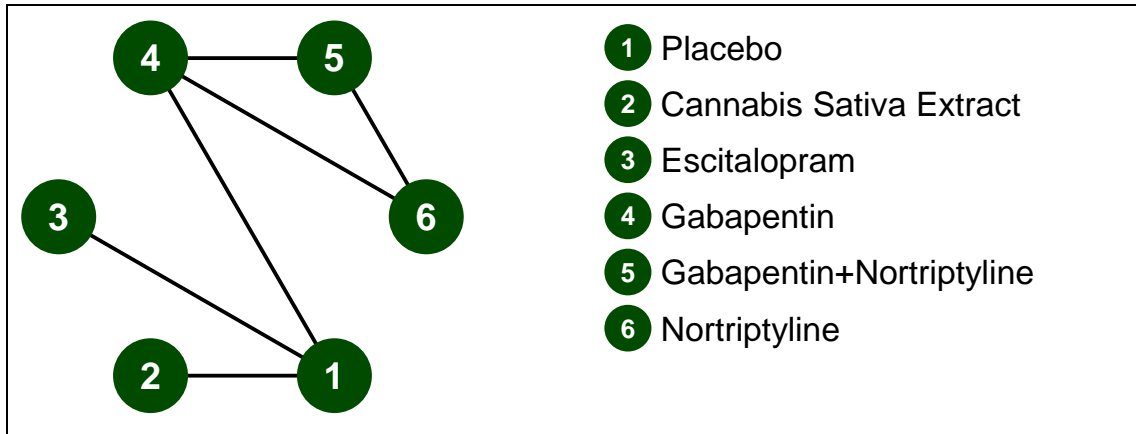 4 5
3 6
2 1
1 Placebo
2 Cannabis Sativa Extract
3 Escitalopram
4 Gabapentin
5 Gabapentin+Nortriptyline
6 Nortriptyline